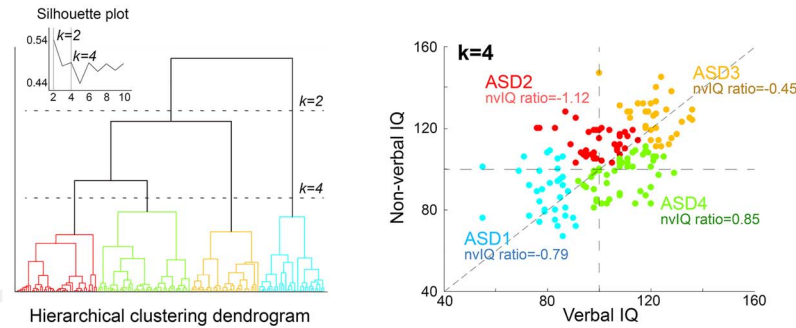 Silhouette plot
0.54
k=2
k=4
0.44
2 4 6 8 10
k=2
k=4
Hierarchical clustering dendrogram
k=4
160
120
80
40
Non-verbal IQ
ASD2
nvIQ ratio=-1.12
ASD3
nvIQ ratio=-0.45
ASD4
nvIQ ratio=0.85
ASD1
nvIQ ratio=-0.79
40 80 120 160
Verbal IQ